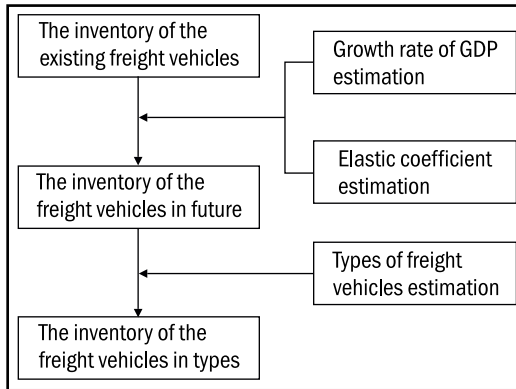 The inventory of the
existing freight vehicles
Growth rate of GDP
estimation
Elastic coefficient
estimation
The inventory of the
freight vehicles in future
Types of freight
vehicles estimation
The inventory of the
freight vehicles in types